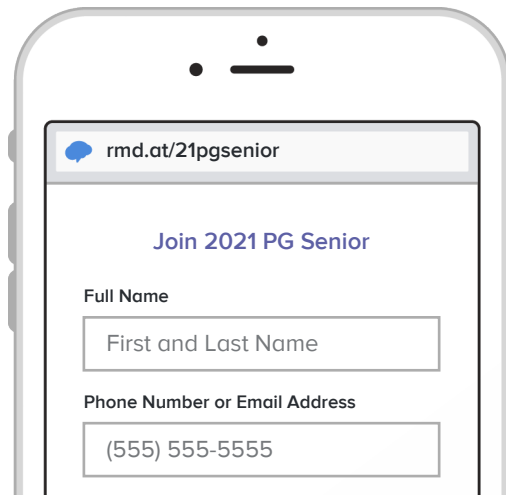 rmd.at/21pgsenior
Join 2021 PG Senior
Full Name
First and Last Name
Phone Number or Email Address
(555) 555-5555